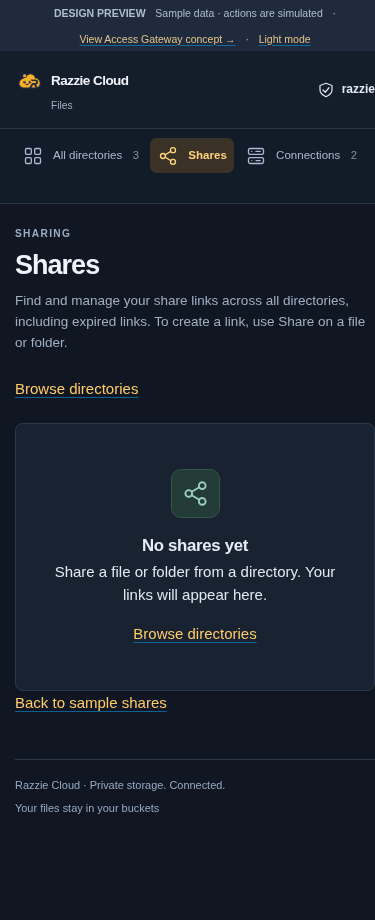 DESIGN PREVIEW Sample data · actions are simulated ·
View Access Gateway concept → · Light mode
Razzie Cloud
Files
razzie
All directories 3 Shares Connections 2
SHARING
Shares
Find and manage your share links across all directories,
including expired links. To create a link, use Share on a file
or folder.
Browse directories
No shares yet
Share a file or folder from a directory. Your
links will appear here.
Browse directories
Back to sample shares
Razzie Cloud · Private storage. Connected.
Your files stay in your buckets